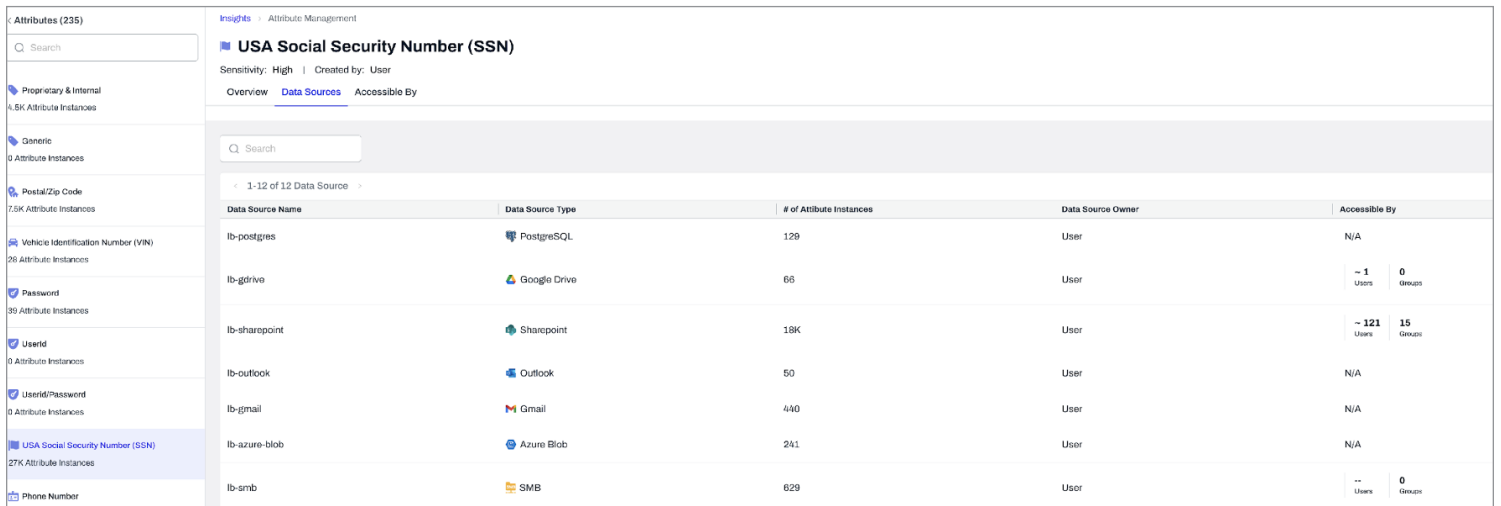 Attributes (235)
Search
Proprietary & Internal
4.5K Attribute Instances
Generic
0 Attribute Instances
Postal/Zip Code
7.5K Attribute Instances
Vehicle Identification Number (VIN)
28 Attribute Instances
Password
39 Attribute Instances
UserId
0 Attribute Instances
Userid/Password
0 Attribute Instances
USA Social Security Number (SSN)
27K Attribute Instances
Phone Number
Insights Attribute Management
USA Social Security Number (SSN)
Sensitivity: High | Created by: User
Overview Data Sources Accessible By
Search
1-12 of 12 Data Source
Data Source Name Data Source Type # of Attibute Instances Data Source Owner Accessible By
lb-postgres PostgreSQL 129 User N/A
lb-gdrive Google Drive 66 User ~ 1 Users 0 Groups
lb-sharepoint Sharepoint 18K User ~ 121 Users 15 Groups
lb-outlook Outlook 50 User N/A
lb-gmail Gmail 440 User N/A
lb-azure-blob Azure Blob 241 User N/A
lb-smb SMB 629 User -- Users 0 Groups